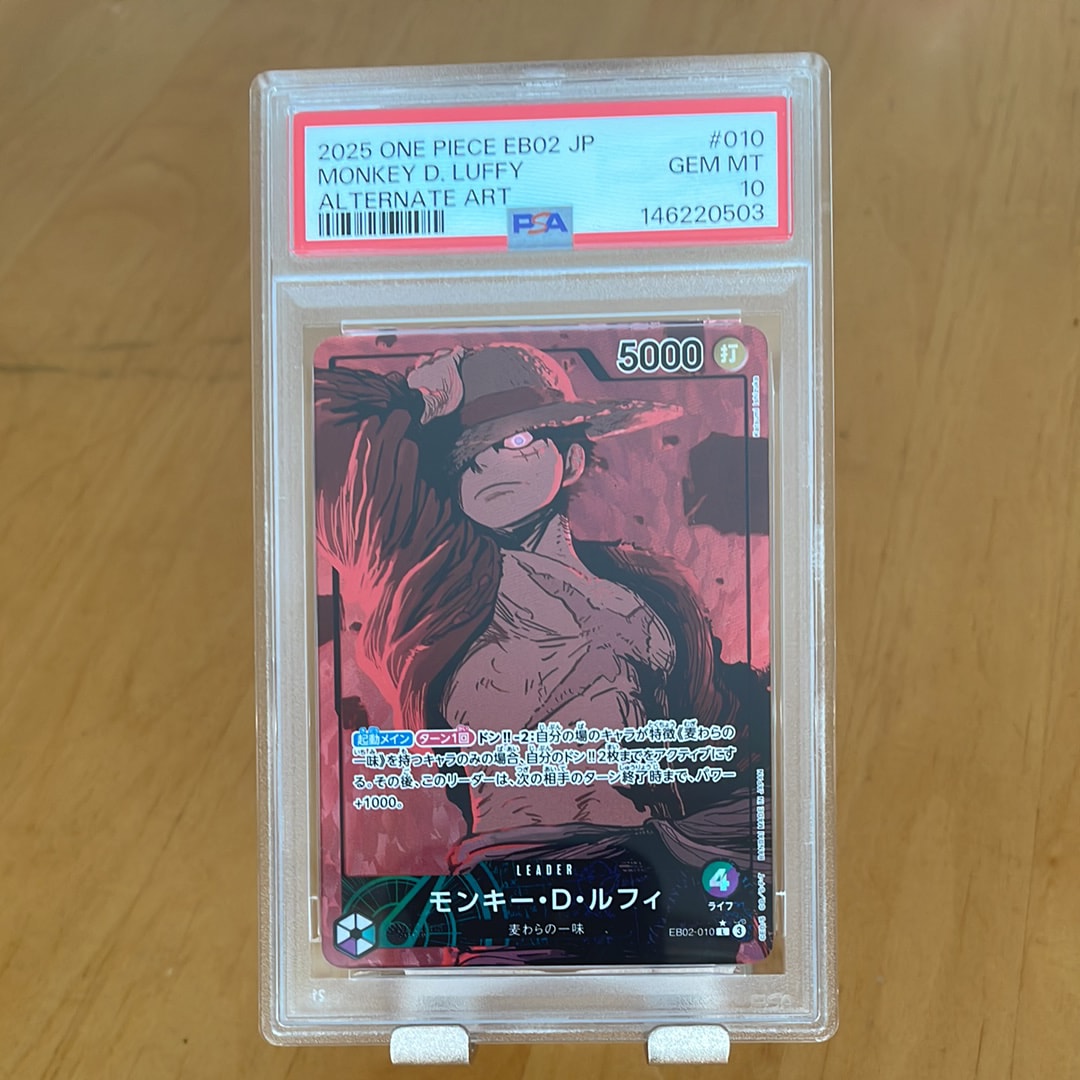 2025 ONE PIECE EB02 JP #010
MONKEY D. LUFFY GEM MT
ALTERNATE ART 10
PSA 146220503
5000 打
起動メイン ターン1回 ドン!!-2:自分の場のキャラが特徴《麦わらの
一味》を持つキャラのみの場合、自分のドン!!2枚までをアクティブにす
る。その後、このリーダーは、次の相手のターン終了時まで、パワー
+1000。
LEADER
モンキー・D・ルフィ
麦わらの一味
4
ライフ
EB02-010 L 3